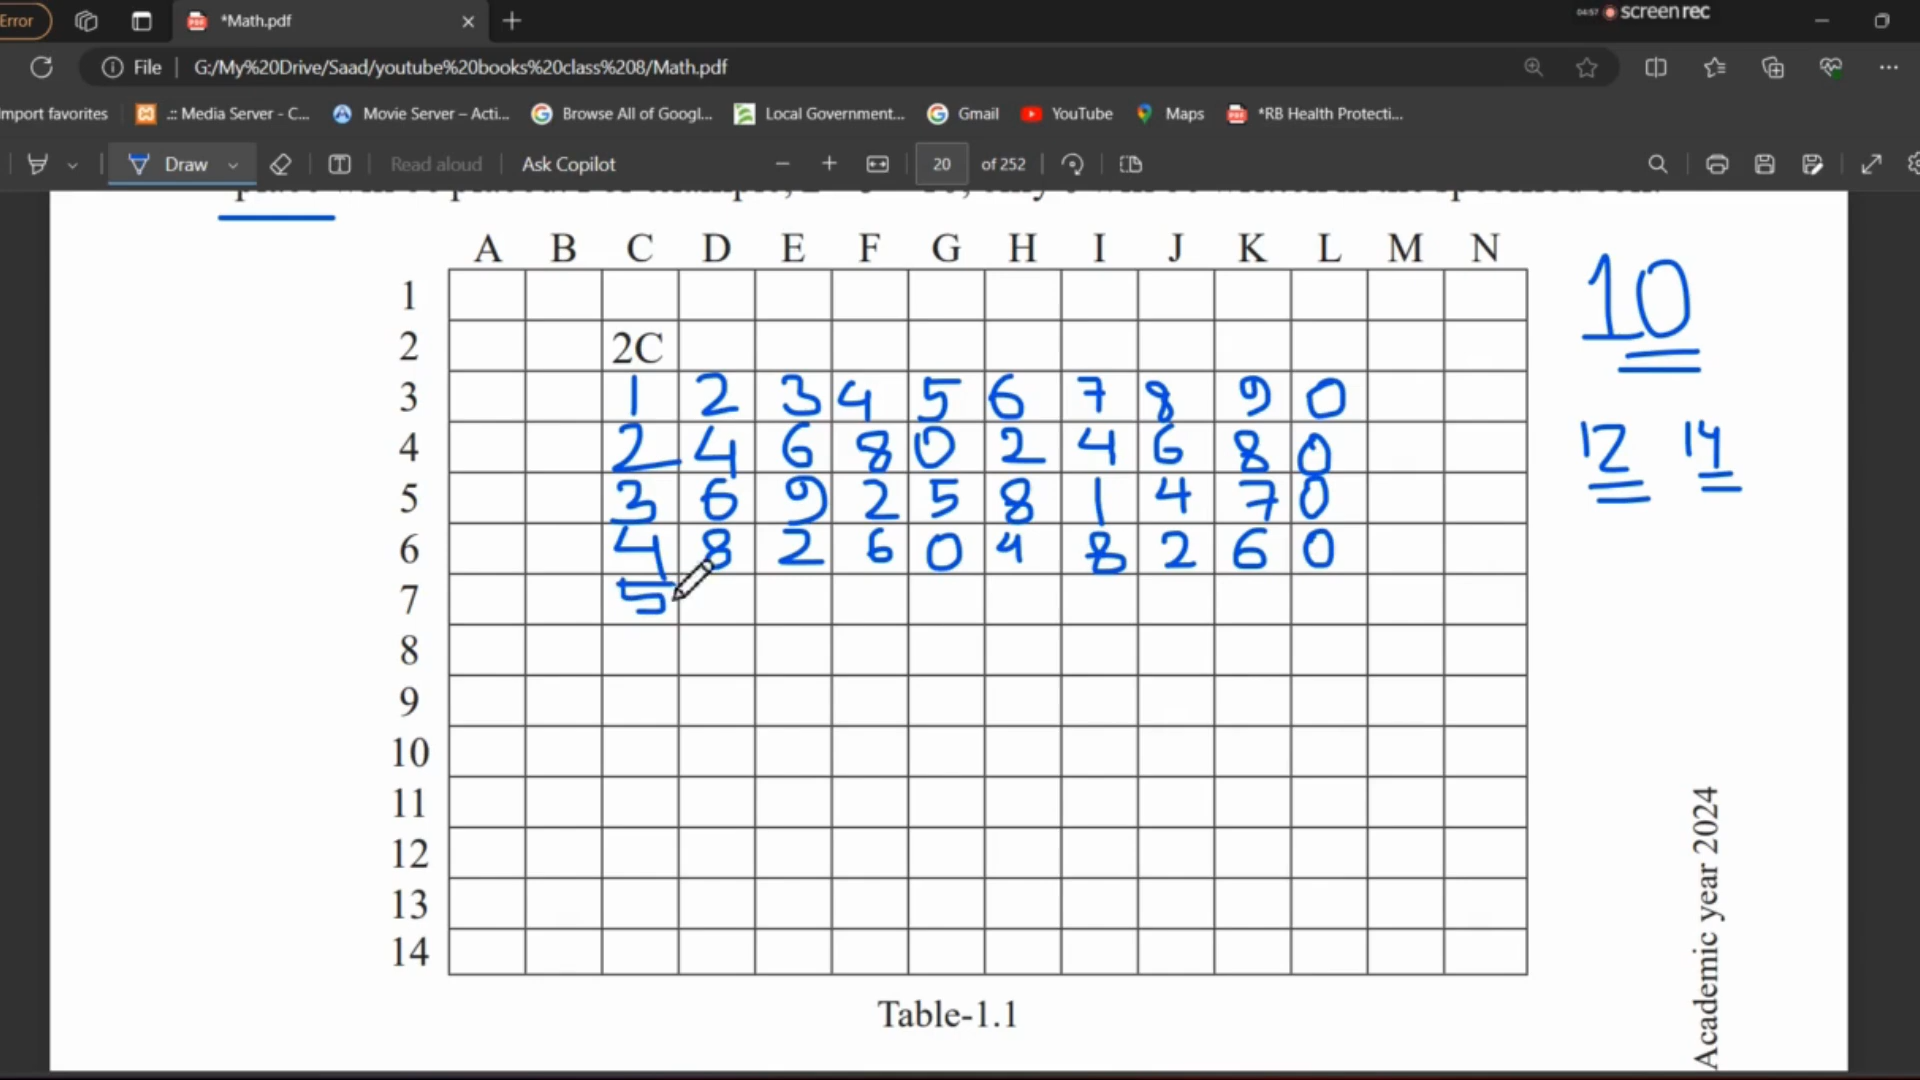 Error *Math.pdf 04:57 screenrec
File G:/My%20Drive/Saad/youtube%20books%20class%208/Math.pdf
mport favorites .:: Media Server - C... Movie Server – Acti... Browse All of Googl... Local Government... Gmail YouTube Maps *RB Health Protecti...
Draw Read aloud Ask Copilot 20 of 252
A B C D E F G H I J K L M N
1
2 2C
3 1 2 3 4 5 6 7 8 9 0
4 2 4 6 8 0 2 4 6 8 0
5 3 6 9 2 5 8 1 4 7 0
6 4 8 2 6 0 4 8 2 6 0
7 5
8
9
10
11
12
13
14
10
12 14
Table-1.1
Academic year 2024